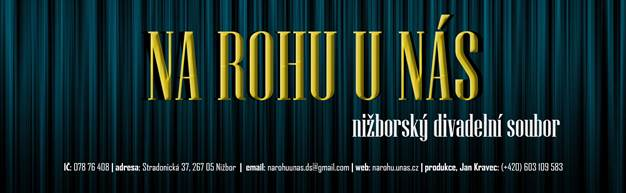 NA ROHU U NÁS
nižborský divadelní soubor
IČ: 078 76 408 | adresa: Stradonická 37, 267 05 Nižbor | email: narohuunas.ds@gmail.com | web: narohu.unas.cz | produkce, Jan Kravec: (+420) 603 109 583